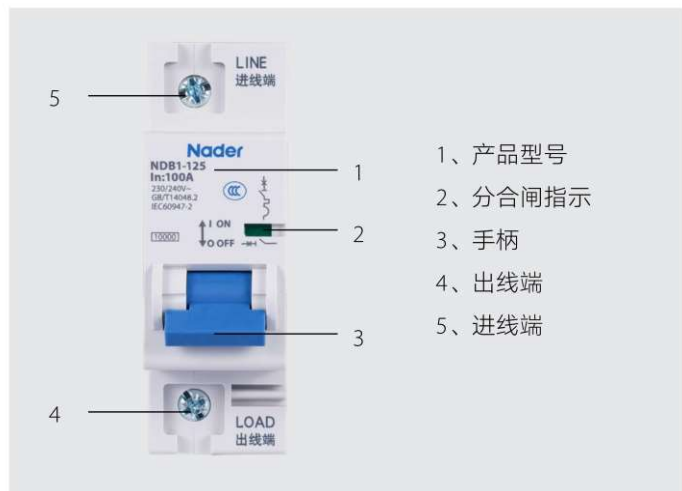 LINE
进线端
5
Nader
NDB1-125
In:100A
230/240V~
GB/T14048.2
IEC60947-2
CCC
1
I ON
O OFF
10000
2
3
4
LOAD
出线端
1、产品型号
2、分合闸指示
3、手柄
4、出线端
5、进线端